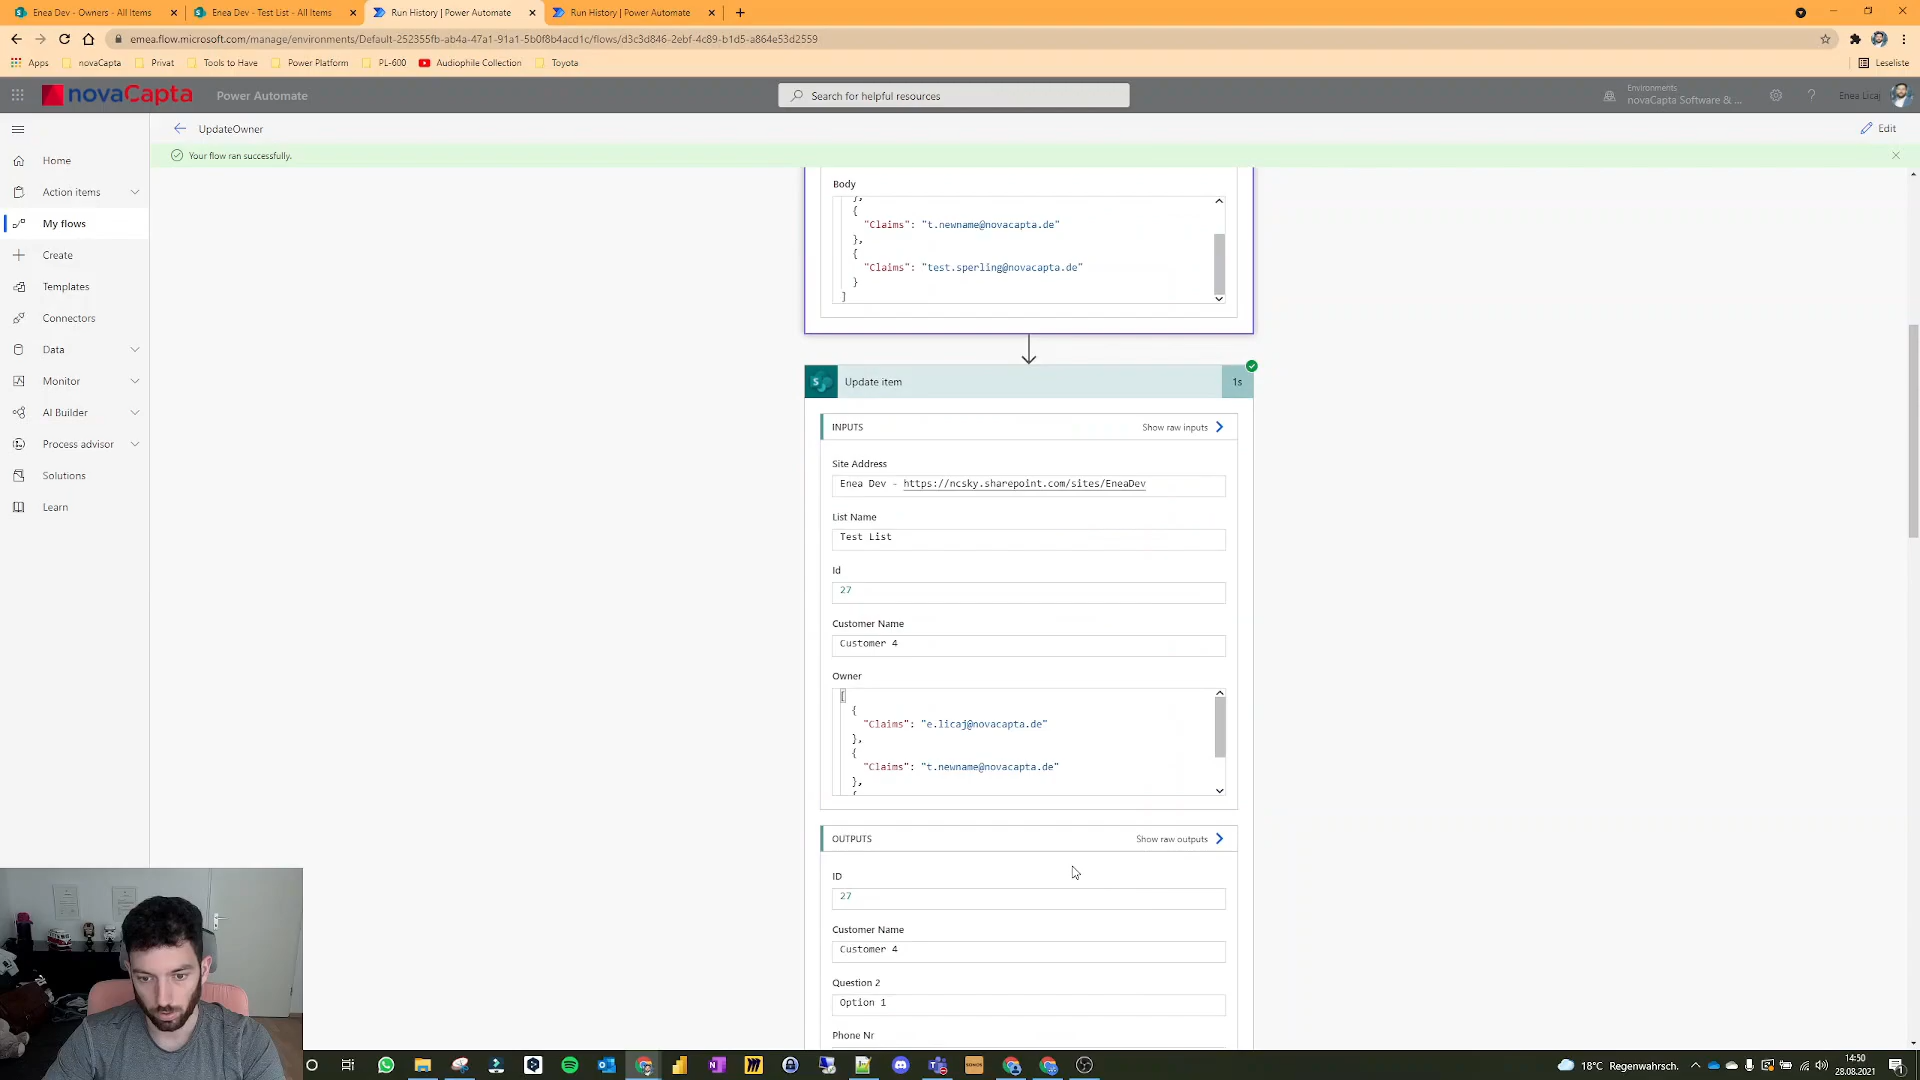 Enea Dev - Owners - All Items
Enea Dev - Test List - All Items
Run History | Power Automate
Run History | Power Automate
emea.flow.microsoft.com/manage/environments/Default-252355fb-ab4a-47a1-91a1-5b0f8b4acd1c/flows/d3c3d846-2ebf-4c89-b1d5-a864e53d2559
Apps
novaCapta
Privat
Tools to Have
Power Platform
PL-600
Audiophile Collection
Toyota
Leseliste
novaCapta
Power Automate
Search for helpful resources
Environments
novaCapta Software & ...
Enea Licaj
UpdateOwner
Edit
Your flow ran successfully.
Home
Action items
My flows
Create
Templates
Connectors
Data
Monitor
AI Builder
Process advisor
Solutions
Learn
Body
},
{
"Claims": "t.newname@novacapta.de"
},
{
"Claims": "test.sperling@novacapta.de"
}
]
Update item
1s
INPUTS
Show raw inputs
Site Address
Enea Dev - https://ncsky.sharepoint.com/sites/EneaDev
List Name
Test List
Id
27
Customer Name
Customer 4
Owner
[
{
"Claims": "e.licaj@novacapta.de"
},
{
"Claims": "t.newname@novacapta.de"
},
{
OUTPUTS
Show raw outputs
ID
27
Customer Name
Customer 4
Question 2
Option 1
Phone Nr
18°C Regenwahrsch.
14:50
28.08.2021